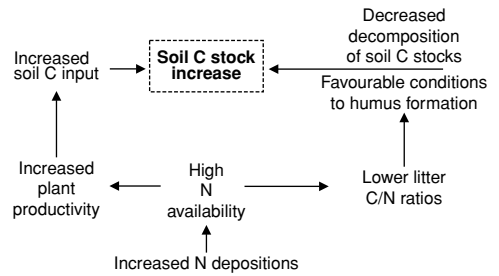 Decreased
decomposition
of soil C stocks
Increased
soil C input
Soil C stock
increase
Favourable conditions
to humus formation
Increased
plant
productivity
High
N
availability
Lower litter
C/N ratios
Increased N depositions